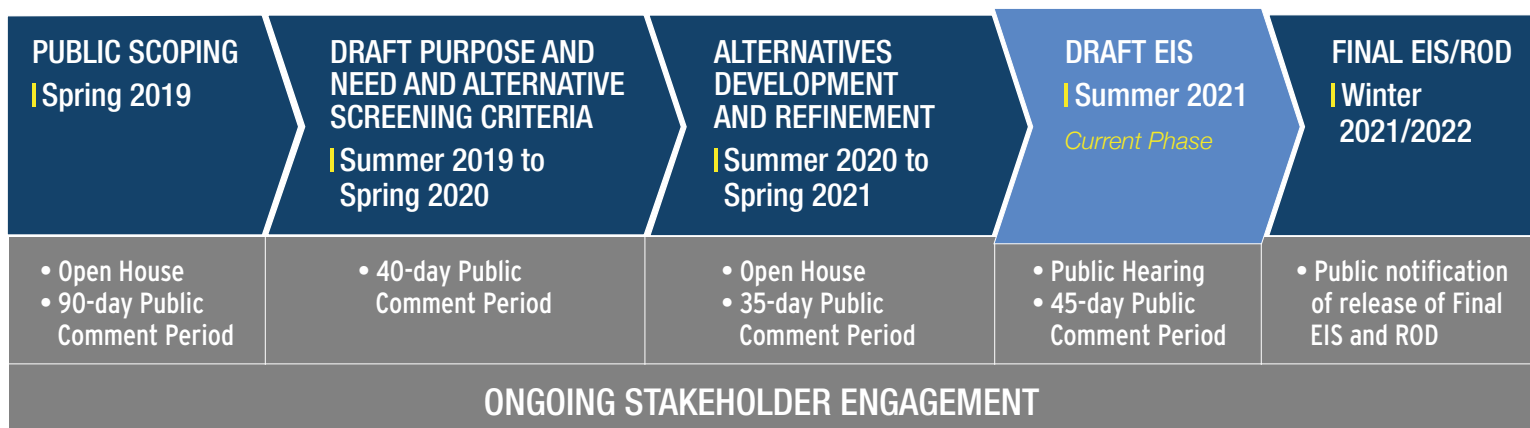 PUBLIC SCOPING
Spring 2019
DRAFT PURPOSE AND
NEED AND ALTERNATIVE
SCREENING CRITERIA
Summer 2019 to
Spring 2020
ALTERNATIVES
DEVELOPMENT
AND REFINEMENT
Summer 2020 to
Spring 2021
DRAFT EIS
Summer 2021
Current Phase
FINAL EIS/ROD
Winter
2021/2022
• Open House
• 90-day Public
Comment Period
• 40-day Public
Comment Period
• Open House
• 35-day Public
Comment Period
• Public Hearing
• 45-day Public
Comment Period
• Public notification
of release of Final
EIS and ROD
ONGOING STAKEHOLDER ENGAGEMENT